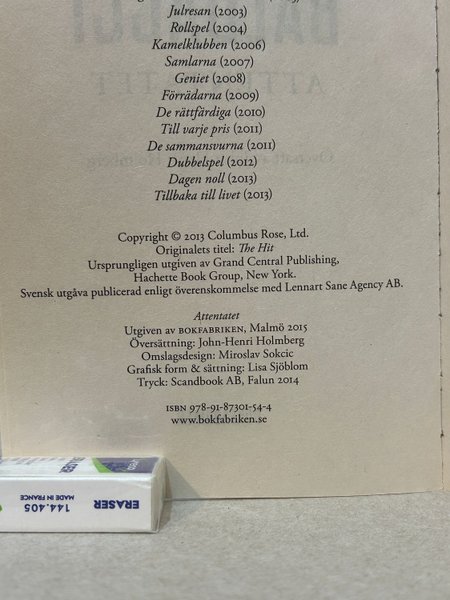 Julresan (2003)
Rollspel (2004)
Kamelklubben (2006)
Samlarna (2007)
Geniet (2008)
Förrädarna (2009)
De rättfärdiga (2010)
Till varje pris (2011)
De sammansvurna (2011)
Dubbelspel (2012)
Dagen noll (2013)
Tillbaka till livet (2013)
Copyright © 2013 Columbus Rose, Ltd.
Originalets titel: The Hit
Ursprungligen utgiven av Grand Central Publishing,
Hachette Book Group, New York.
Svensk utgåva publicerad enligt överenskommelse med Lennart Sane Agency AB.
Attentatet
Utgiven av BOKFABRIKEN, Malmö 2015
Översättning: John-Henri Holmberg
Omslagsdesign: Miroslav Sokcic
Grafisk form & sättning: Lisa Sjöblom
Tryck: Scandbook AB, Falun 2014
ISBN 978-91-87301-54-4
www.bokfabriken.se
ERASER
144.405
MADE IN FRANCE